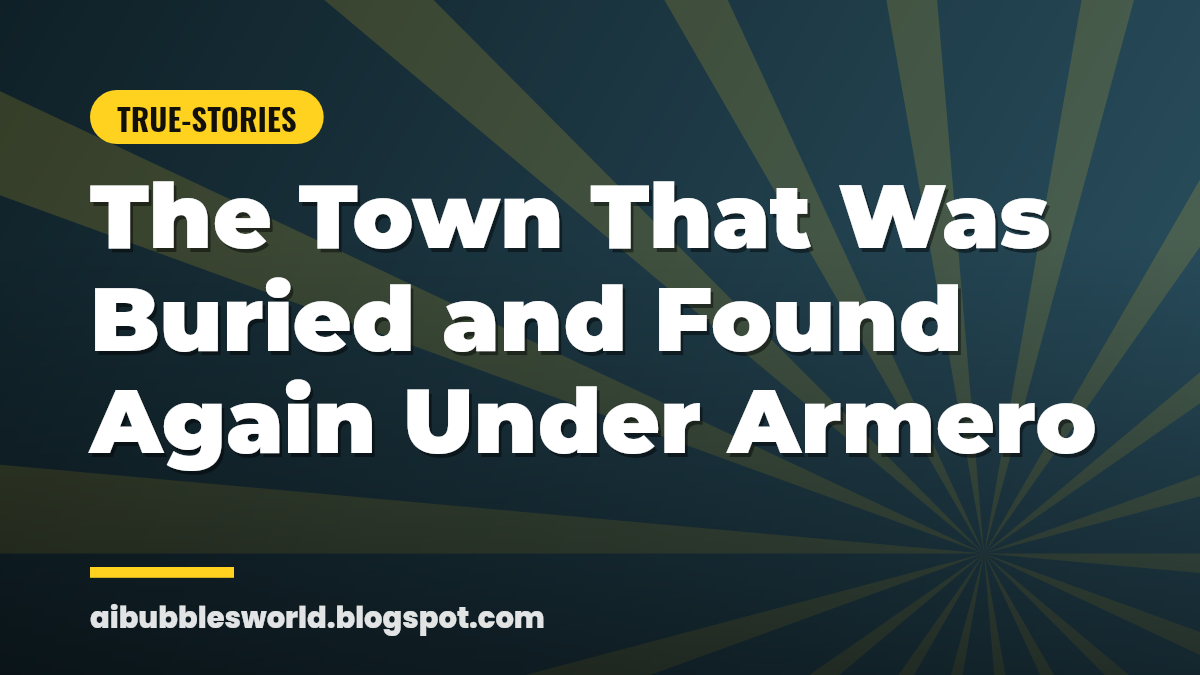 TRUE-STORIES
The Town That Was
Buried and Found
Again Under Armero
aibubblesworld.blogspot.com